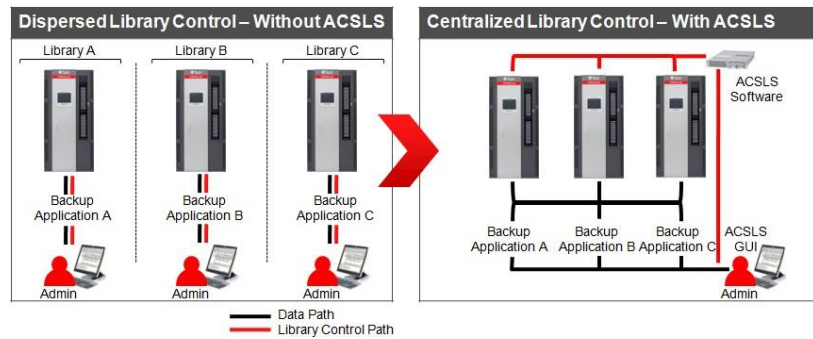 Dispersed Library Control – Without ACSLS
Library A
Library B
Library C
Backup
Application A
Backup
Application B
Backup
Application C
Admin
Admin
Admin
Centralized Library Control – With ACSLS
ACSLS
Software
Backup
Application A
Backup
Application B
Backup
Application C
ACSLS
GUI
Admin
Data Path
Library Control Path